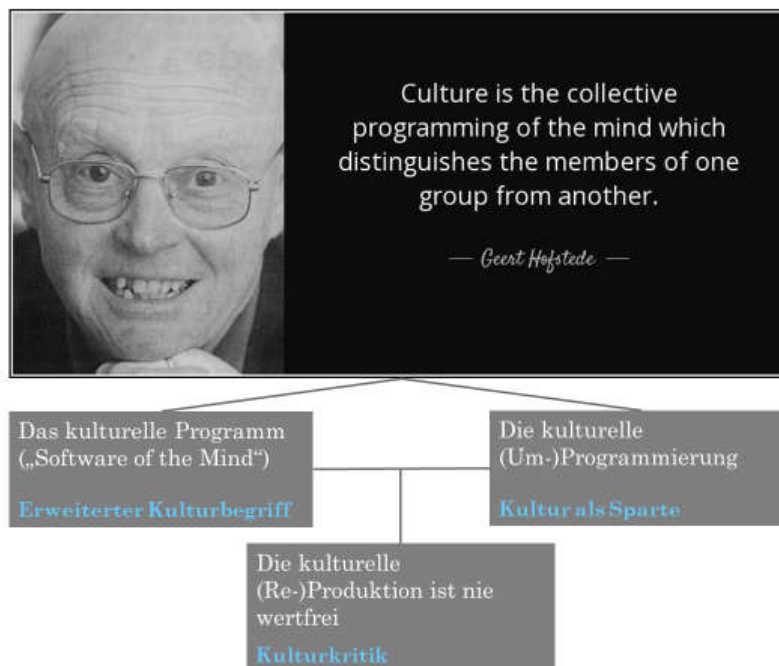 Culture is the collective
programming of the mind which
distinguishes the members of one
group from another.
— Geert Hofstede —
Das kulturelle Programm
(„Software of the Mind“)
Erweiterter Kulturbegriff
Die kulturelle
(Um-)Programmierung
Kultur als Sparte
Die kulturelle
(Re-)Produktion ist nie
wertfrei
Kulturkritik